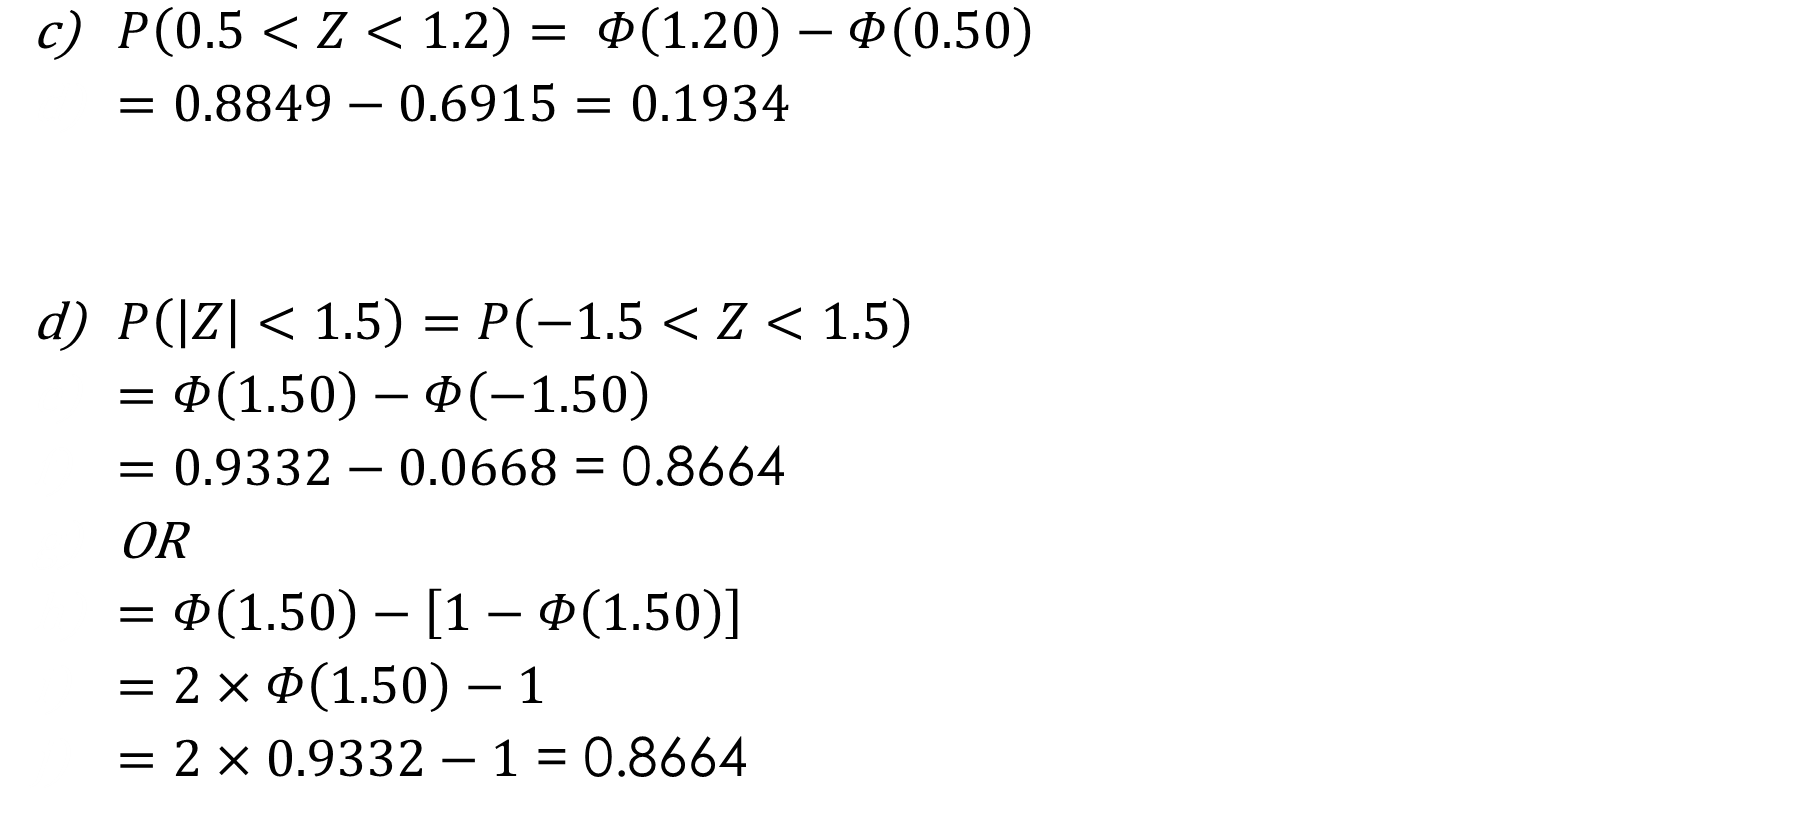 c) P(0.5 < Z < 1.2) = Φ(1.20) − Φ(0.50)
= 0.8849 − 0.6915 = 0.1934
d) P(|Z| < 1.5) = P(−1.5 < Z < 1.5)
= Φ(1.50) − Φ(−1.50)
= 0.9332 − 0.0668 = 0.8664
OR
= Φ(1.50) − [1 − Φ(1.50)]
= 2 × Φ(1.50) − 1
= 2 × 0.9332 − 1 = 0.8664